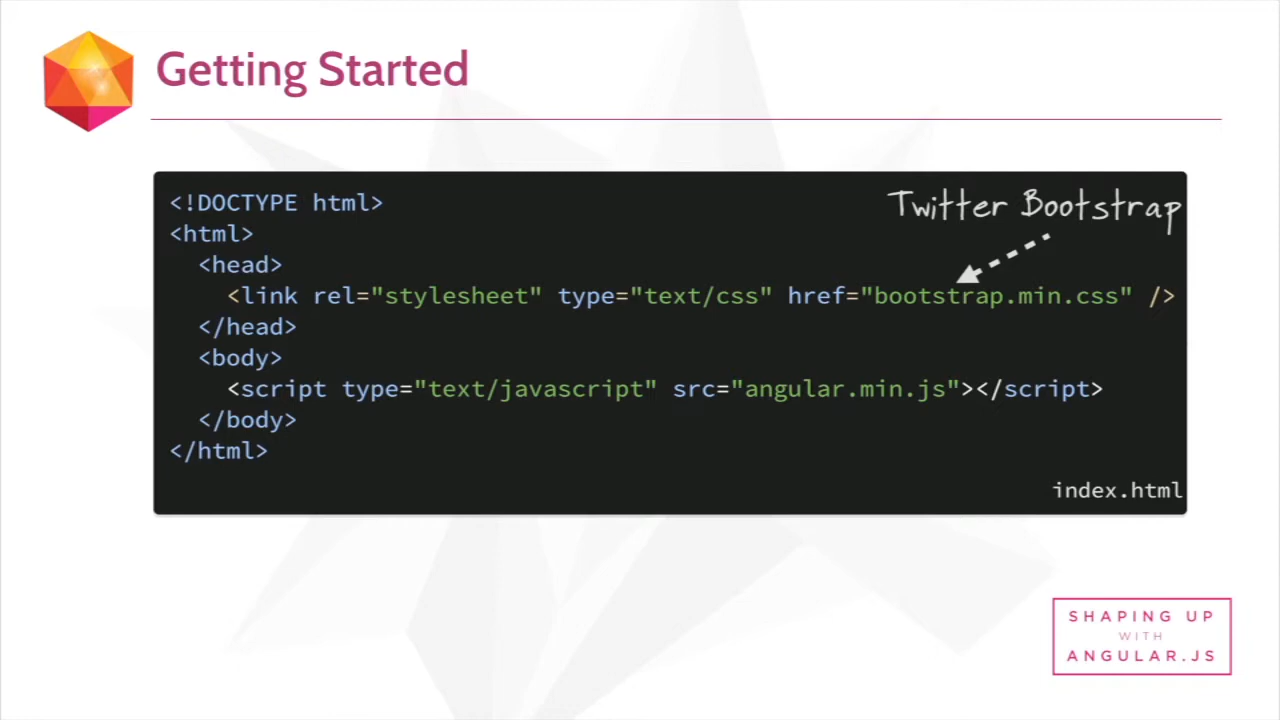 Getting Started
Twitter Bootstrap
<!DOCTYPE html>
<html>
<head>
<link rel="stylesheet" type="text/css" href="bootstrap.min.css" />
</head>
<body>
<script type="text/javascript" src="angular.min.js"></script>
</body>
</html>
index.html
SHAPING UP
WITH
ANGULAR.JS